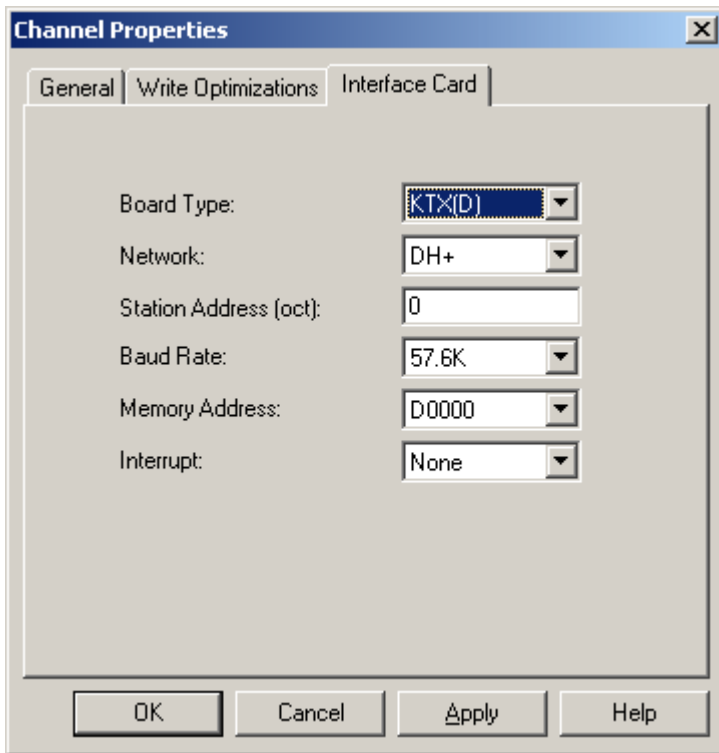 Channel Properties
General Write Optimizations Interface Card
Board Type: KTX(D)
Network: DH+
Station Address (oct): 0
Baud Rate: 57.6K
Memory Address: D0000
Interrupt: None
OK Cancel Apply Help